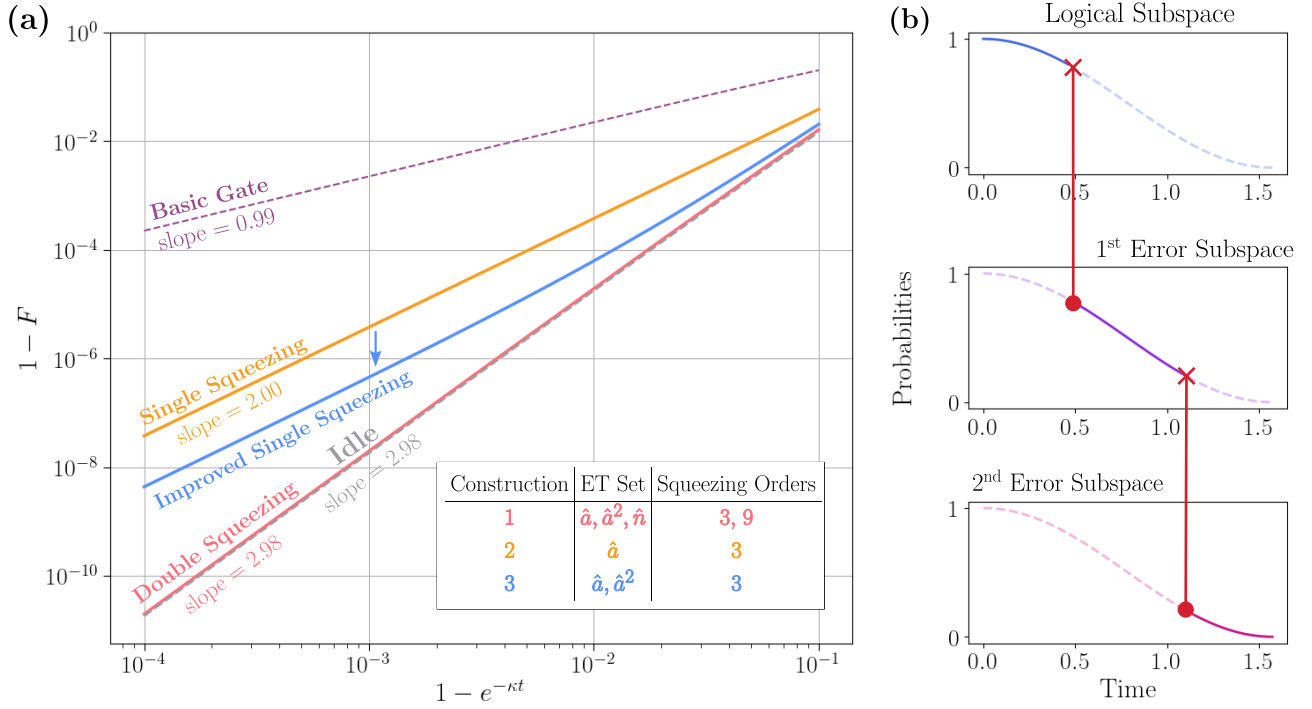 (a)
10⁰
10⁻²
10⁻⁴
10⁻⁶
10⁻⁸
10⁻¹⁰
1 − F
Basic Gate
slope = 0.99
Single Squeezing
slope = 2.00
Improved Single Squeezing
Idle
slope = 2.98
Double Squeezing
slope = 2.98
Construction ET Set Squeezing Orders
1 â, â², n̂ 3, 9
2 â 3
3 â, â² 3
10⁻⁴ 10⁻³ 10⁻² 10⁻¹
1 − e^{−κt}
(b)
Logical Subspace
1
0
0.0 0.5 1.0 1.5
1ˢᵗ Error Subspace
1
0
0.0 0.5 1.0 1.5
Probabilities
2ⁿᵈ Error Subspace
1
0
0.0 0.5 1.0 1.5
Time